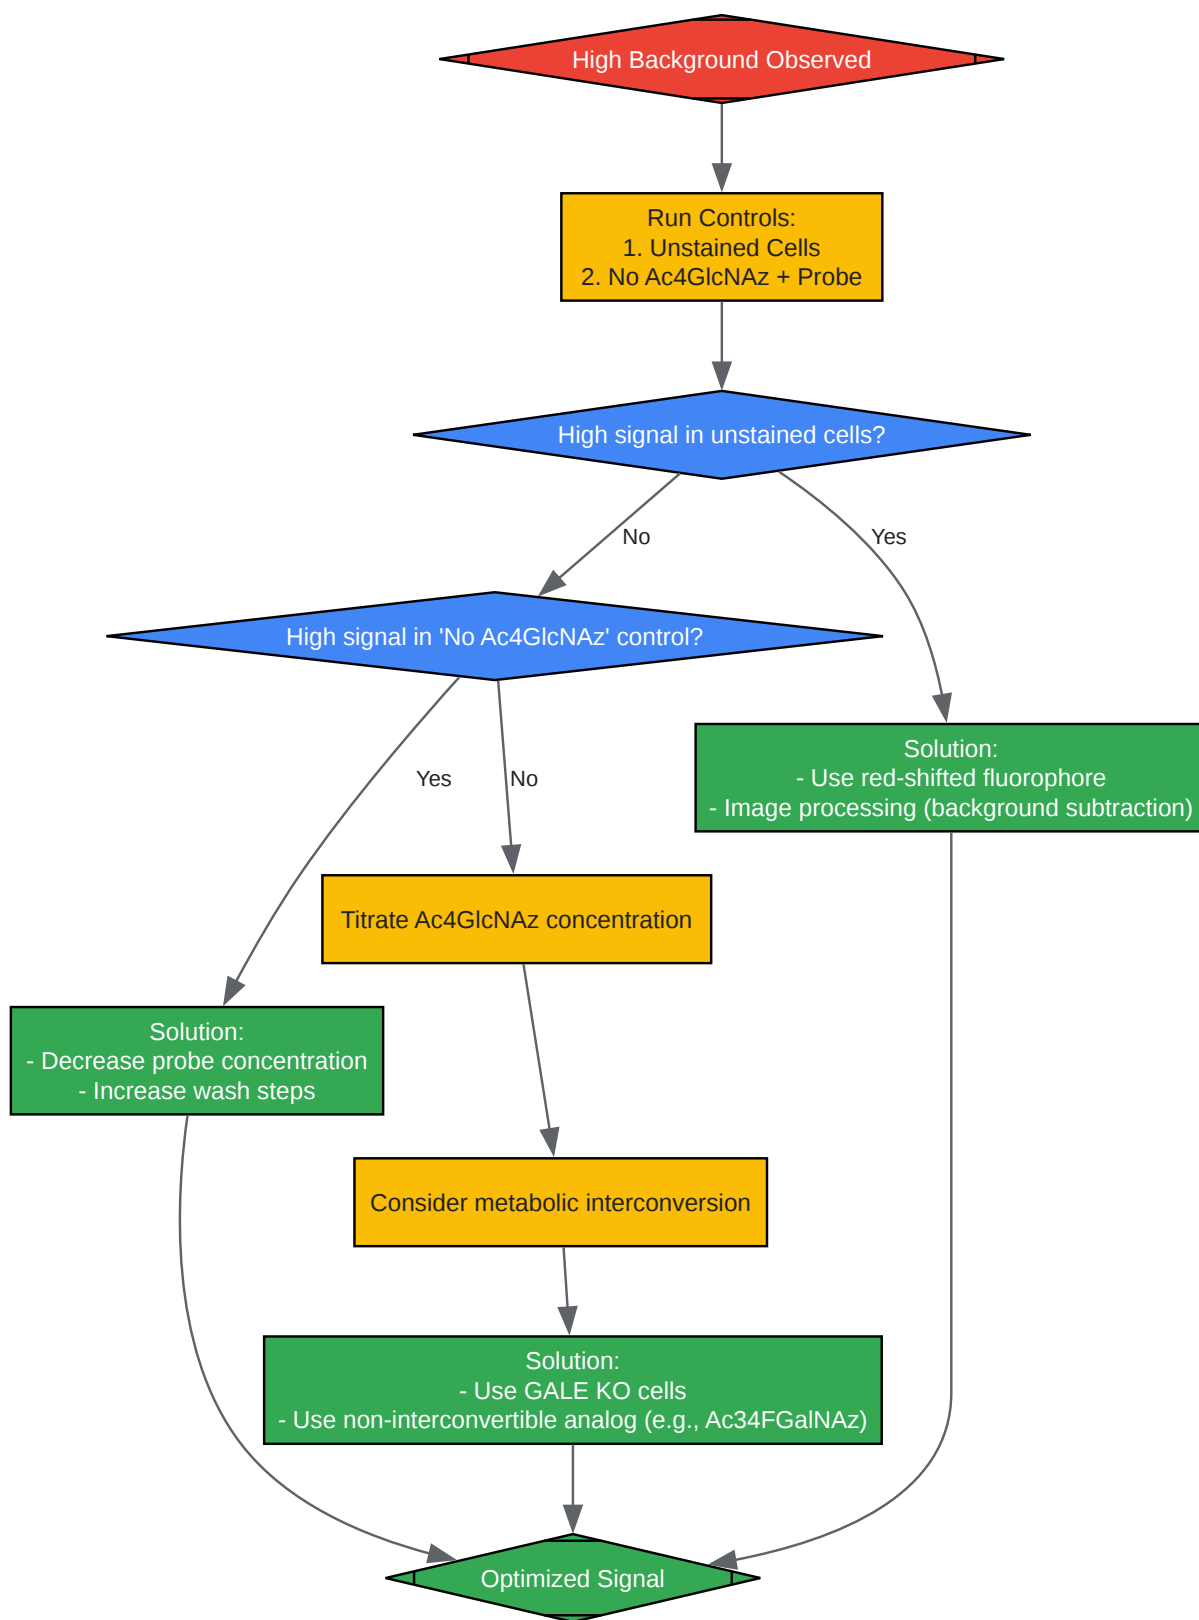 High Background Observed
Run Controls:
1. Unstained Cells
2. No Ac4GlcNAz + Probe
High signal in unstained cells?
No
Yes
High signal in 'No Ac4GlcNAz' control?
Solution:
- Use red-shifted fluorophore
- Image processing (background subtraction)
Yes
No
Titrate Ac4GlcNAz concentration
Solution:
- Decrease probe concentration
- Increase wash steps
Consider metabolic interconversion
Solution:
- Use GALE KO cells
- Use non-interconvertible analog (e.g., Ac34FGalNAz)
Optimized Signal